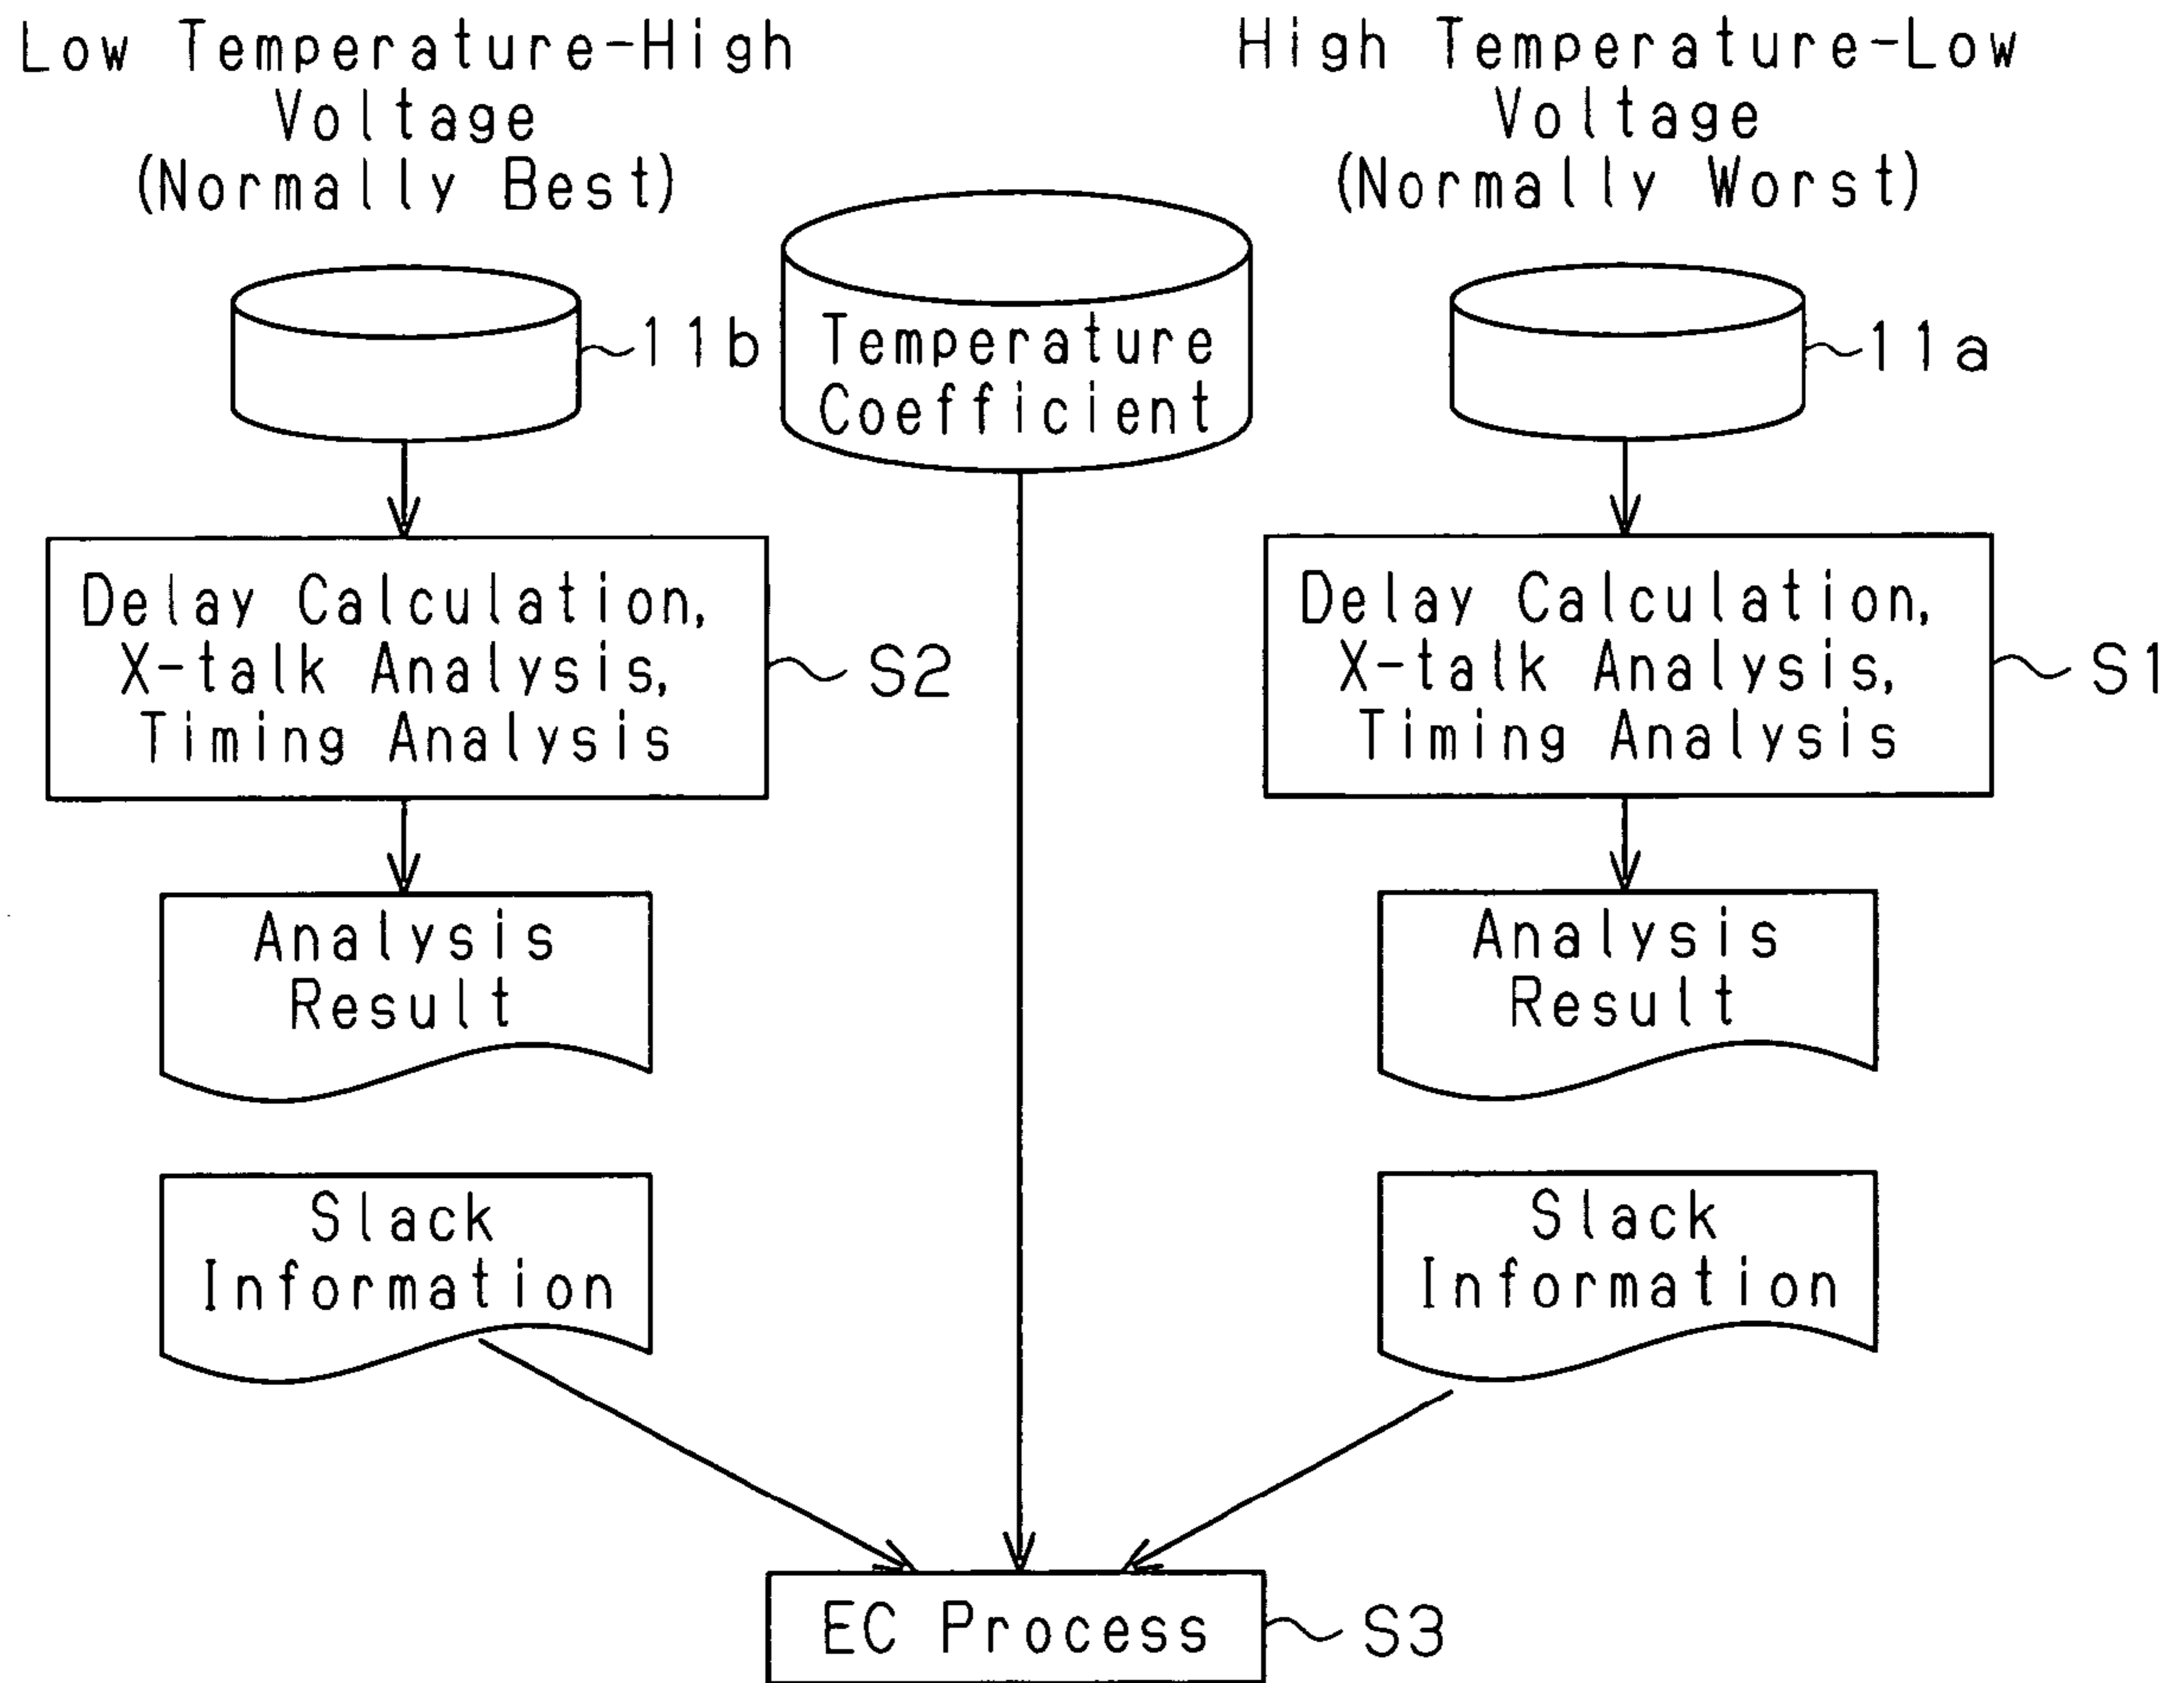 Low Temperature-High
Voltage
(Normally Best)
High Temperature-Low
Voltage
(Normally Worst)
11b
Temperature
Coefficient
11a
Delay Calculation,
X-talk Analysis,
Timing Analysis
S2
Delay Calculation,
X-talk Analysis,
Timing Analysis
S1
Analysis
Result
Analysis
Result
Slack
Information
Slack
Information
EC Process
S3